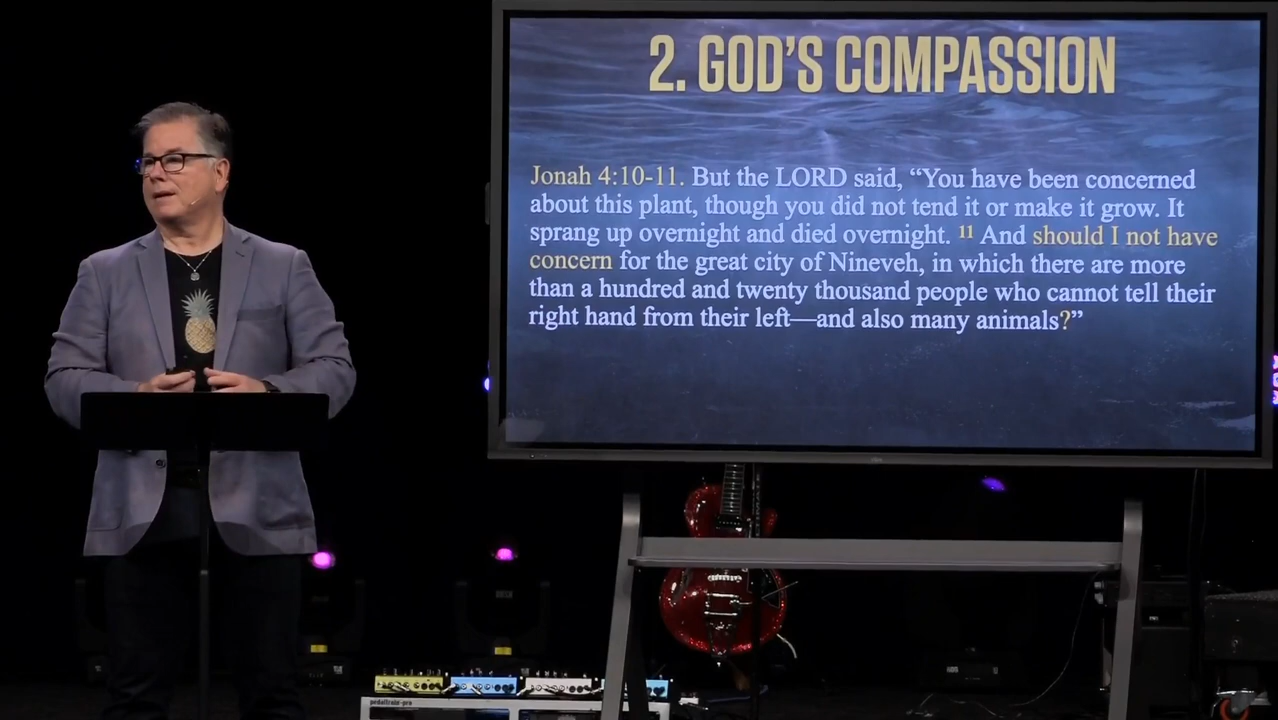 2. GOD'S COMPASSION
Jonah 4:10-11. But the LORD said, “You have been concerned
about this plant, though you did not tend it or make it grow. It
sprang up overnight and died overnight. ¹¹ And should I not have
concern for the great city of Nineveh, in which there are more
than a hundred and twenty thousand people who cannot tell their
right hand from their left—and also many animals?”
pedaltrain-pro